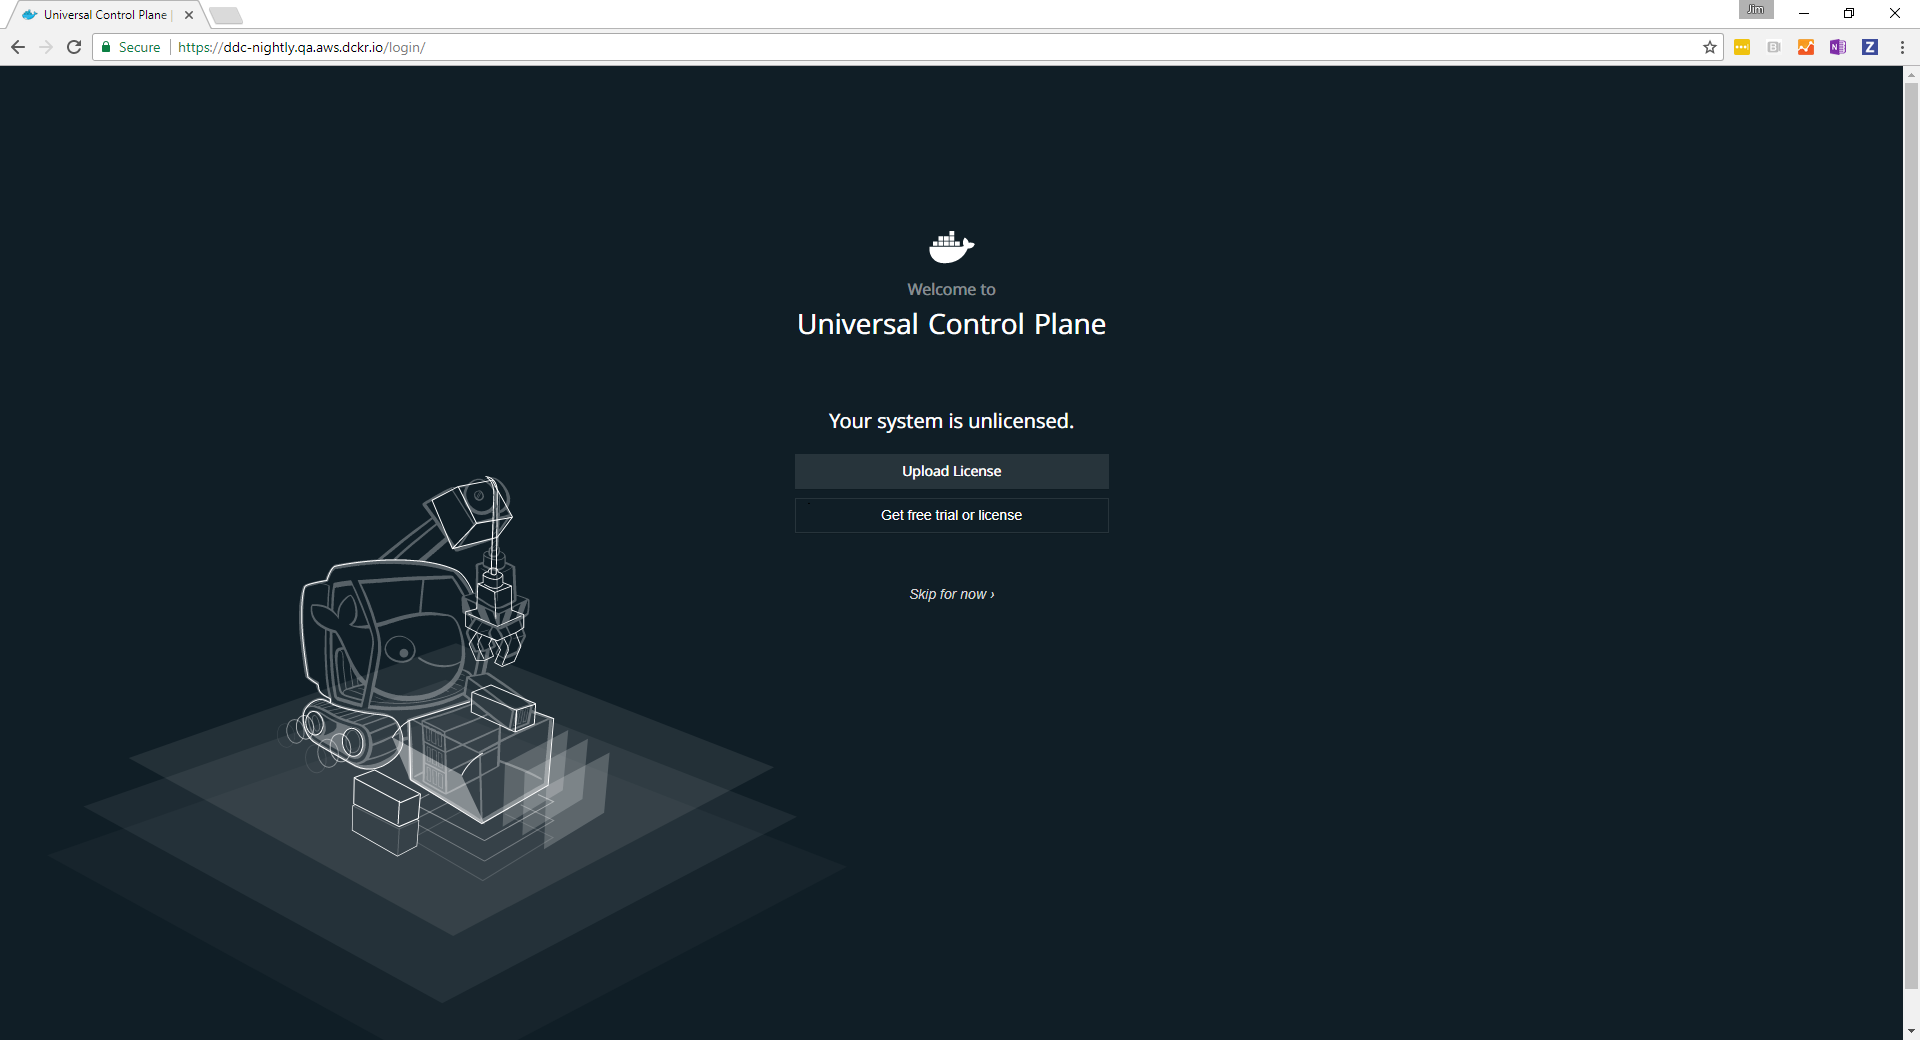 Universal Control Plane |
Jim
Secure
https://ddc-nightly.qa.aws.dckr.io/login/
Welcome to
Universal Control Plane
Your system is unlicensed.
Upload License
Get free trial or license
Skip for now ›